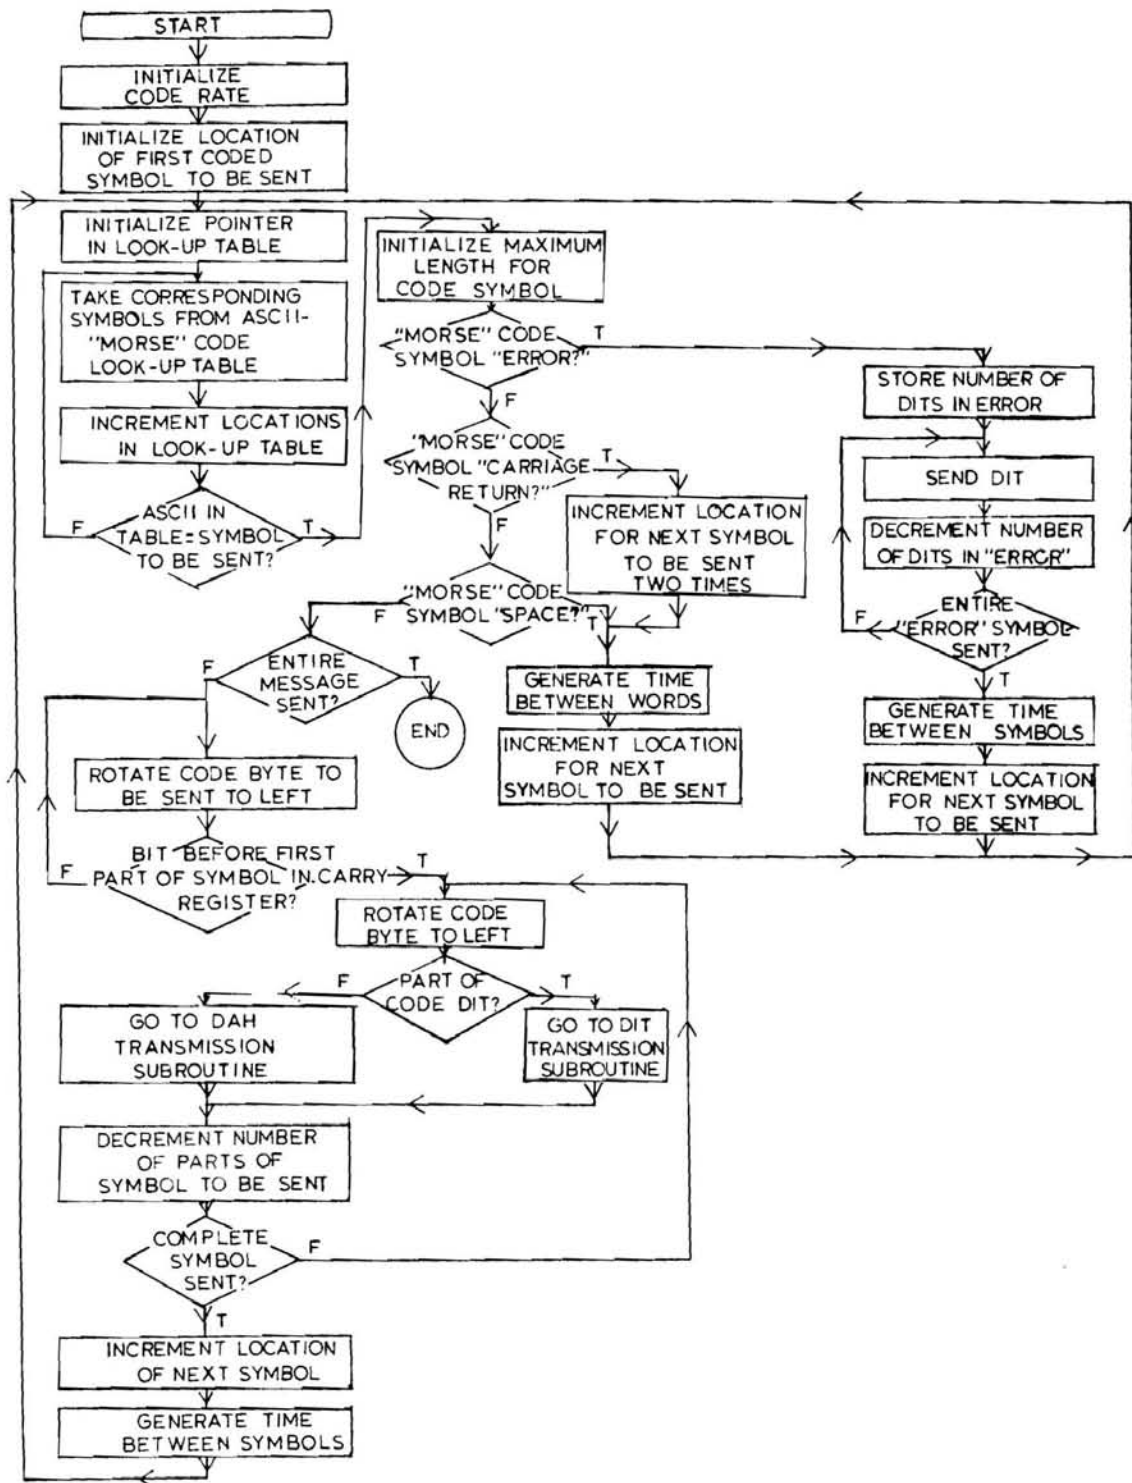 START
INITIALIZE
CODE RATE
INITIALIZE LOCATION
OF FIRST CODED
SYMBOL TO BE SENT
INITIALIZE POINTER
IN LOOK-UP TABLE
TAKE CORRESPONDING
SYMBOLS FROM ASCII-
"MORSE" CODE
LOOK-UP TABLE
INCREMENT LOCATIONS
IN LOOK-UP TABLE
F
ASCII IN
TABLE=SYMBOL
TO BE SENT?
T
INITIALIZE MAXIMUM
LENGTH FOR
CODE SYMBOL
"MORSE" CODE
SYMBOL "ERROR?"
T
F
"MORSE" CODE
SYMBOL "CARRIAGE
RETURN?"
T
F
INCREMENT LOCATION
FOR NEXT SYMBOL
TO BE SENT
TWO TIMES
"MORSE" CODE
SYMBOL "SPACE?"
F
T
GENERATE TIME
BETWEEN WORDS
INCREMENT LOCATION
FOR NEXT
SYMBOL TO BE SENT
STORE NUMBER OF
DITS IN ERROR
SEND DIT
DECREMENT NUMBER
OF DITS IN "ERROR"
F
ENTIRE
"ERROR" SYMBOL
SENT?
T
GENERATE TIME
BETWEEN SYMBOLS
INCREMENT LOCATION
FOR NEXT SYMBOL
TO BE SENT
F
ENTIRE
MESSAGE
SENT?
T
END
ROTATE CODE BYTE TO
BE SENT TO LEFT
BIT BEFORE FIRST
PART OF SYMBOL IN CARRY
REGISTER?
F
T
ROTATE CODE
BYTE TO LEFT
F
PART OF
CODE DIT?
T
GO TO DAH
TRANSMISSION
SUBROUTINE
GO TO DIT
TRANSMISSION
SUBROUTINE
DECREMENT NUMBER
OF PARTS OF
SYMBOL TO BE SENT
COMPLETE
SYMBOL
SENT?
F
T
INCREMENT LOCATION
OF NEXT SYMBOL
GENERATE TIME
BETWEEN SYMBOLS